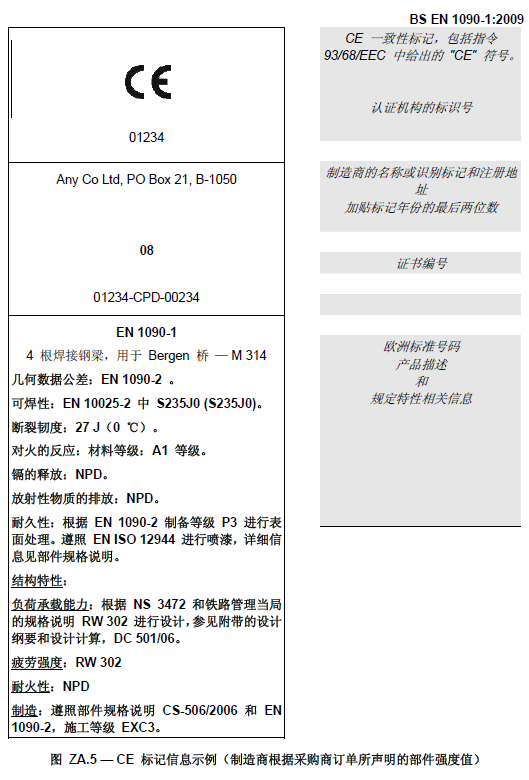 BS EN 1090-1:2009
CE
01234
CE 一致性标记，包括指令
93/68/EEC 中给出的 "CE" 符号。
认证机构的标识号
Any Co Ltd, PO Box 21, B-1050
08
01234-CPD-00234
制造商的名称或识别标记和注册地
址
加贴标记年份的最后两位数
证书编号
EN 1090-1
4 根焊接钢梁，用于 Bergen 桥 — M 314
几何数据公差：EN 1090-2 。
可焊性：EN 10025-2 中 S235J0 (S235J0)。
断裂制度：27 J（0 ℃）。
对火的反应：材料等级：A1 等级。
镉的释放：NPD。
放射性物质的排放：NPD。
耐久性：根据 EN 1090-2 制备等级 P3 进行表
面处理。遵照 EN ISO 12944 进行喷漆，详细信
息见部件规格说明。
结构特性：
负荷承载能力：根据 NS 3472 和铁路管理当局
的规格说明 RW 302 进行设计，参见附带的设计
纲要和设计计算，DC 501/06。
疲劳强度：RW 302
耐火性：NPD
制造：遵照部件规格说明 CS-506/2006 和 EN
1090-2，施工等级 EXC3。
欧洲标准号码
产品描述
和
规定特性相关信息
图 ZA.5 — CE 标记信息示例（制造商根据采购商订单所声明的部件强度值）